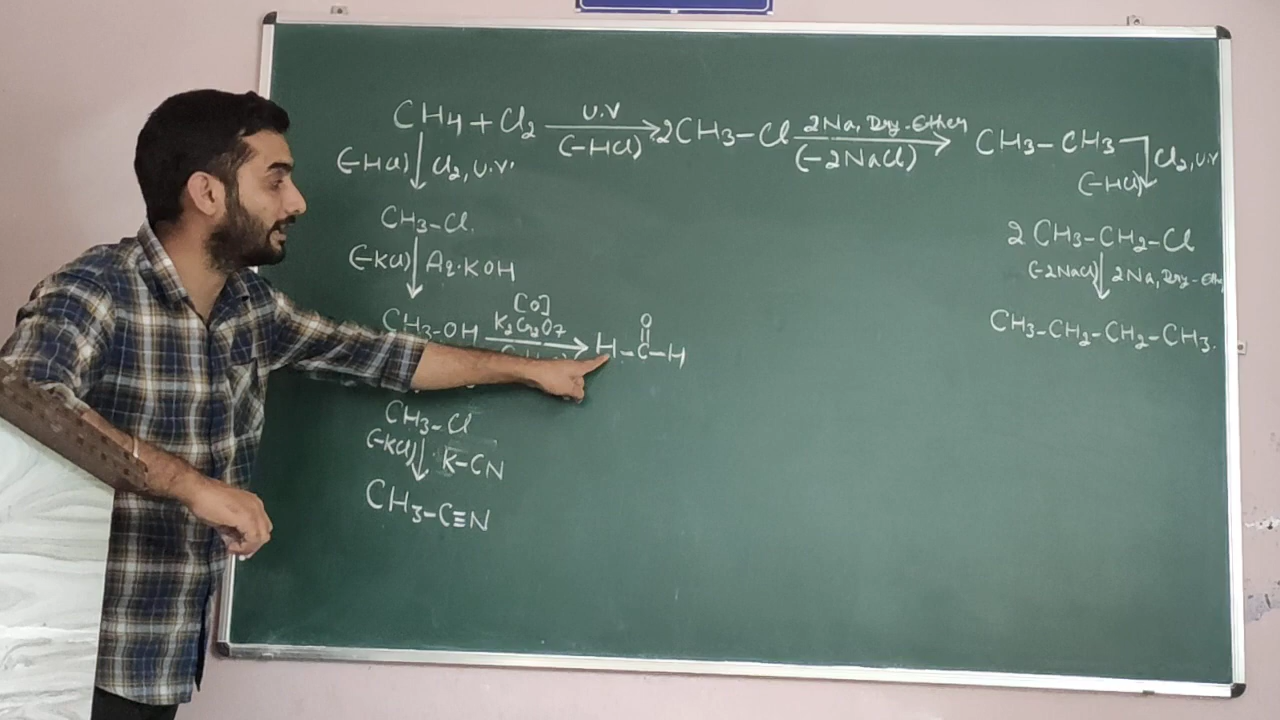 CH4 + Cl2 U.V (-HCl) 2CH3-Cl 2Na, Dry-Ether (-2NaCl) CH3-CH3
(-HCl) Cl2, U.V.
Cl2, U.V
(-HCl)
CH3-Cl.
2 CH3-CH2-Cl
(-KCl) Aq.KOH
(-2NaCl) 2Na, Dry-Ethe
CH3-OH [O] K2Cr2O7 H-C-H
O
CH3-CH2-CH2-CH3.
CH3-Cl
(-KCl) K-CN
CH3-C≡N